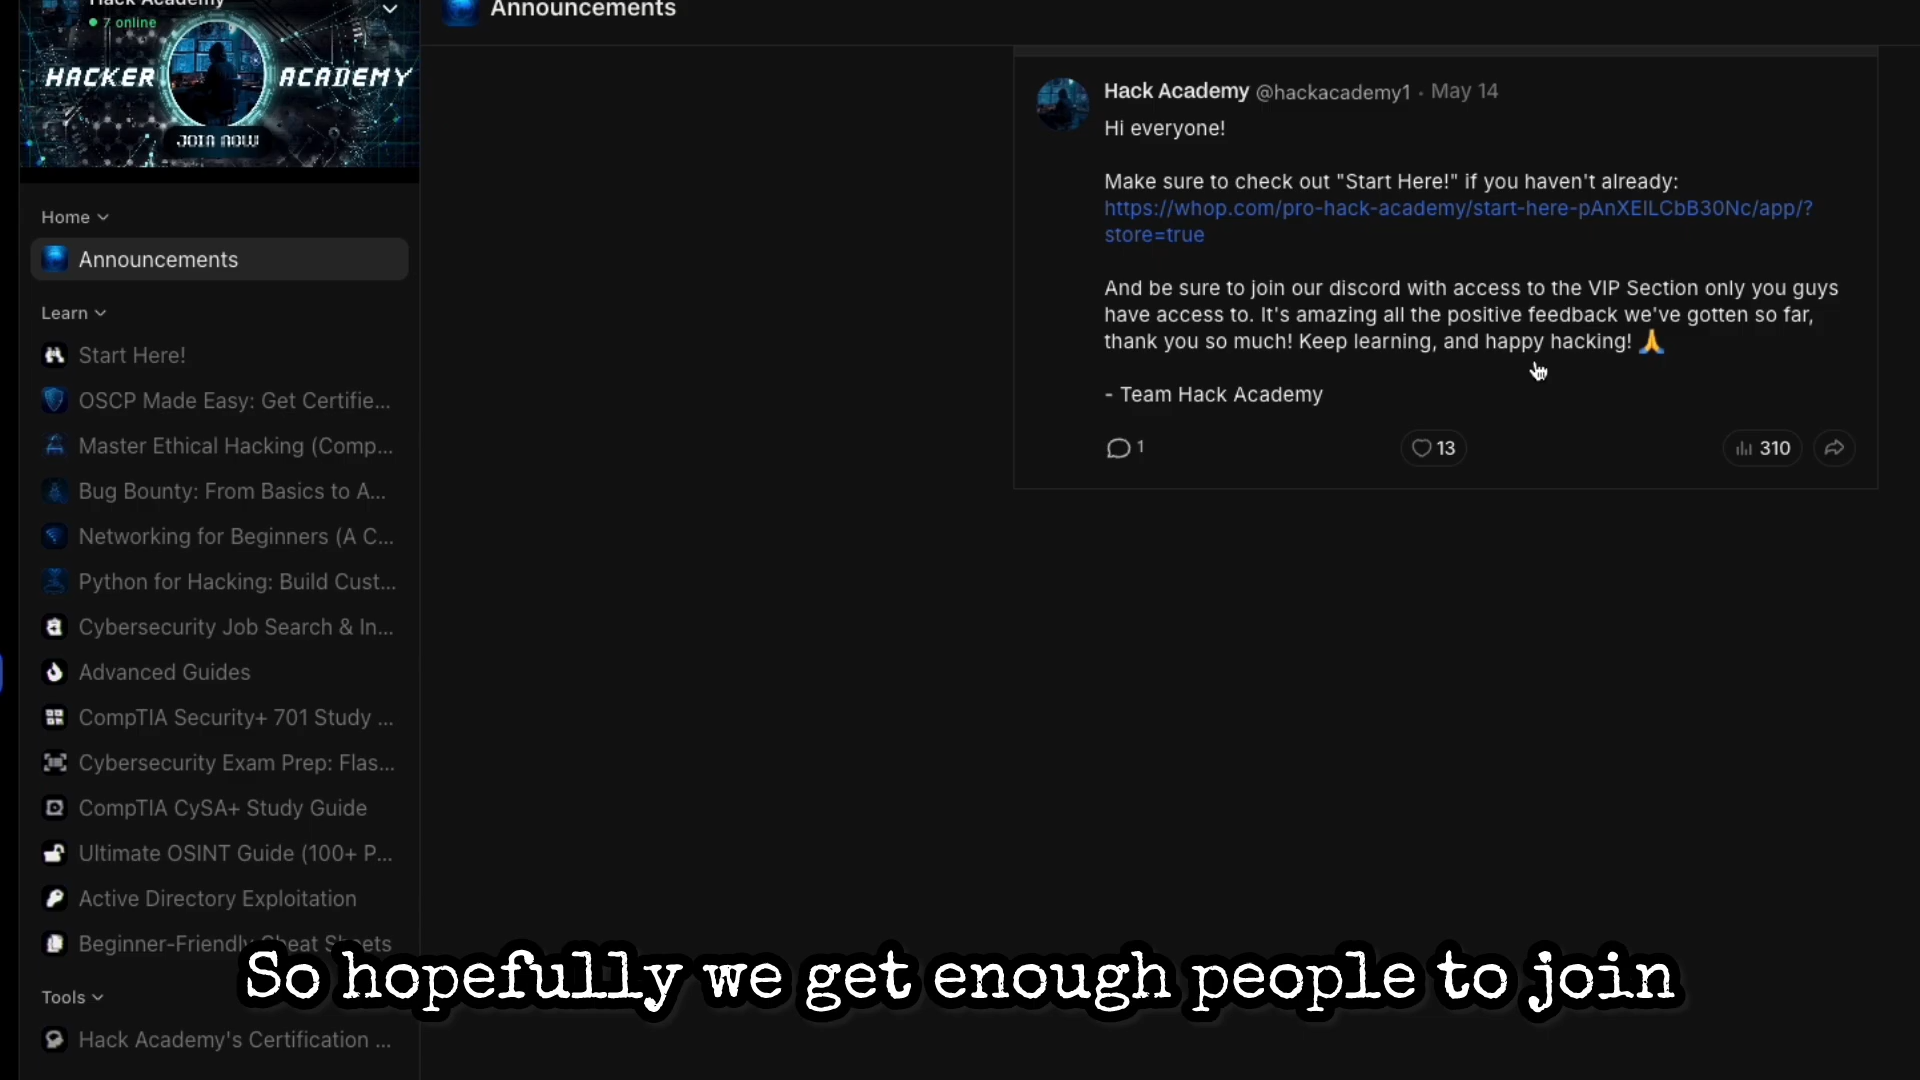 Hack Academy
7 online
HACKER ACADEMY
JOIN NOW!
Home
Announcements
Learn
Start Here!
OSCP Made Easy: Get Certifie...
Master Ethical Hacking (Comp...
Bug Bounty: From Basics to A...
Networking for Beginners (A C...
Python for Hacking: Build Cust...
Cybersecurity Job Search & In...
Advanced Guides
CompTIA Security+ 701 Study ...
Cybersecurity Exam Prep: Flas...
CompTIA CySA+ Study Guide
Ultimate OSINT Guide (100+ P...
Active Directory Exploitation
Beginner-Friendly Cheat Sheets
Tools
Hack Academy's Certification ...
Announcements
Hack Academy @hackacademy1 · May 14
Hi everyone!
Make sure to check out "Start Here!" if you haven't already:
https://whop.com/pro-hack-academy/start-here-pAnXElLCbB30Nc/app/?
store=true
And be sure to join our discord with access to the VIP Section only you guys
have access to. It's amazing all the positive feedback we've gotten so far,
thank you so much! Keep learning, and happy hacking! 🙏
- Team Hack Academy
1
13
310
So hopefully we get enough people to join